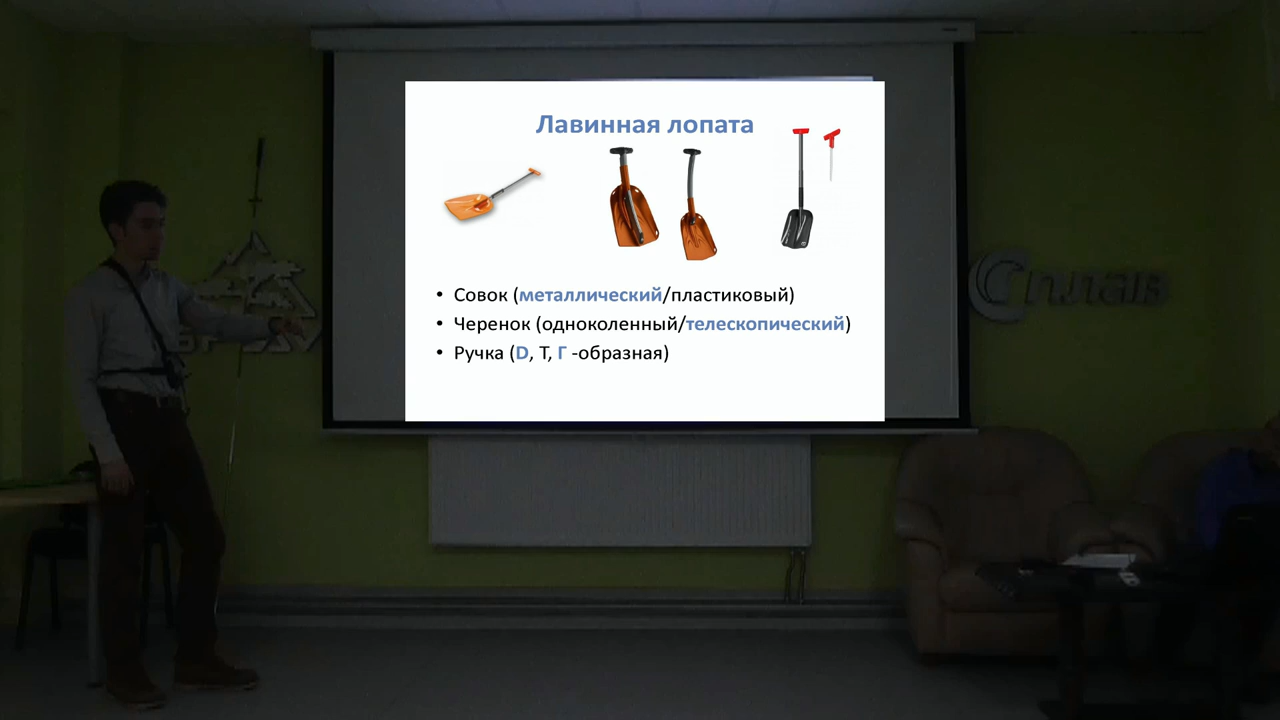 Лавинная лопата
• Совок (металлический/пластиковый)
• Черенок (одноколенный/телескопический)
• Ручка (D, Т, Г -образная)
Сплав